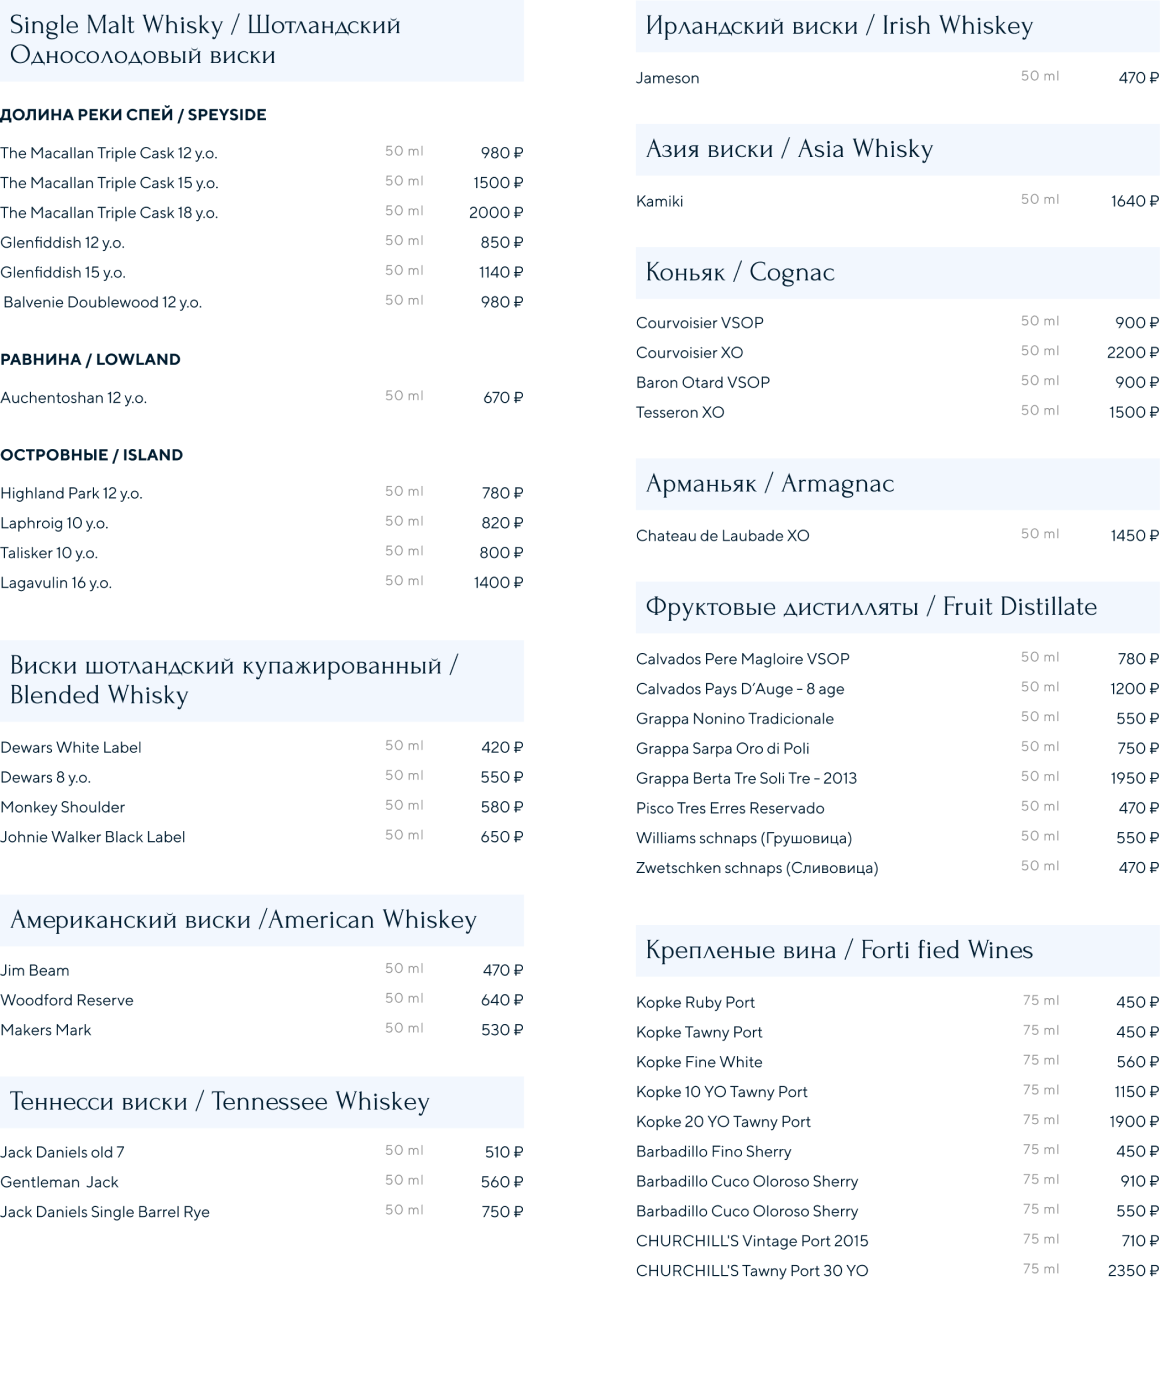 Single Malt Whisky / Шотландский
Односолодовый виски
ДОЛИНА РЕКИ СПЕЙ / SPEYSIDE
The Macallan Triple Cask 12 y.o. 50 ml 980 ₽
The Macallan Triple Cask 15 y.o. 50 ml 1500 ₽
The Macallan Triple Cask 18 y.o. 50 ml 2000 ₽
Glenfiddish 12 y.o. 50 ml 850 ₽
Glenfiddish 15 y.o. 50 ml 1140 ₽
Balvenie Doublewood 12 y.o. 50 ml 980 ₽
РАВНИНА / LOWLAND
Auchentoshan 12 y.o. 50 ml 670 ₽
ОСТРОВНЫЕ / ISLAND
Highland Park 12 y.o. 50 ml 780 ₽
Laphroig 10 y.o. 50 ml 820 ₽
Talisker 10 y.o. 50 ml 800 ₽
Lagavulin 16 y.o. 50 ml 1400 ₽
Виски шотландский купажированный /
Blended Whisky
Dewars White Label 50 ml 420 ₽
Dewars 8 y.o. 50 ml 550 ₽
Monkey Shoulder 50 ml 580 ₽
Johnie Walker Black Label 50 ml 650 ₽
Американский виски /American Whiskey
Jim Beam 50 ml 470 ₽
Woodford Reserve 50 ml 640 ₽
Makers Mark 50 ml 530 ₽
Теннесси виски / Tennessee Whiskey
Jack Daniels old 7 50 ml 510 ₽
Gentleman Jack 50 ml 560 ₽
Jack Daniels Single Barrel Rye 50 ml 750 ₽
Ирландский виски / Irish Whiskey
Jameson 50 ml 470 ₽
Азия виски / Asia Whisky
Kamiki 50 ml 1640 ₽
Коньяк / Cognac
Courvoisier VSOP 50 ml 900 ₽
Courvoisier XO 50 ml 2200 ₽
Baron Otard VSOP 50 ml 900 ₽
Tesseron XO 50 ml 1500 ₽
Арманьяк / Armagnac
Chateau de Laubade XO 50 ml 1450 ₽
Фруктовые дистилляты / Fruit Distillate
Calvados Pere Magloire VSOP 50 ml 780 ₽
Calvados Pays D’Auge - 8 age 50 ml 1200 ₽
Grappa Nonino Tradicionale 50 ml 550 ₽
Grappa Sarpa Oro di Poli 50 ml 750 ₽
Grappa Berta Tre Soli Tre - 2013 50 ml 1950 ₽
Pisco Tres Erres Reservado 50 ml 470 ₽
Williams schnaps (Грушовица) 50 ml 550 ₽
Zwetschken schnaps (Сливовица) 50 ml 470 ₽
Крепленые вина / Forti fied Wines
Kopke Ruby Port 75 ml 450 ₽
Kopke Tawny Port 75 ml 450 ₽
Kopke Fine White 75 ml 560 ₽
Kopke 10 YO Tawny Port 75 ml 1150 ₽
Kopke 20 YO Tawny Port 75 ml 1900 ₽
Barbadillo Fino Sherry 75 ml 450 ₽
Barbadillo Cuco Oloroso Sherry 75 ml 910 ₽
Barbadillo Cuco Oloroso Sherry 75 ml 550 ₽
CHURCHILL'S Vintage Port 2015 75 ml 710 ₽
CHURCHILL'S Tawny Port 30 YO 75 ml 2350 ₽